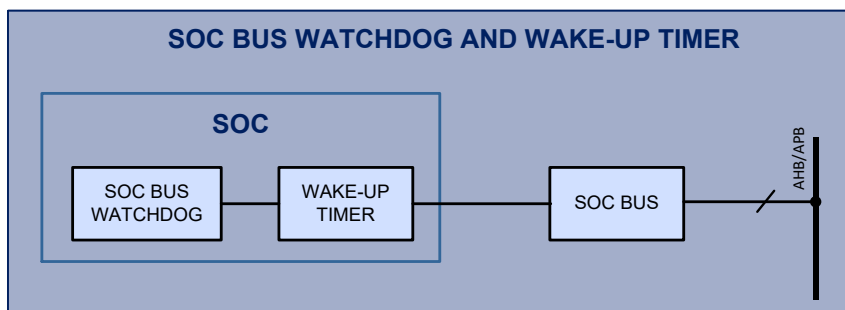 SOC BUS WATCHDOG AND WAKE-UP TIMER
SOC
SOC BUS
WATCHDOG
WAKE-UP
TIMER
SOC BUS
AHB/APB